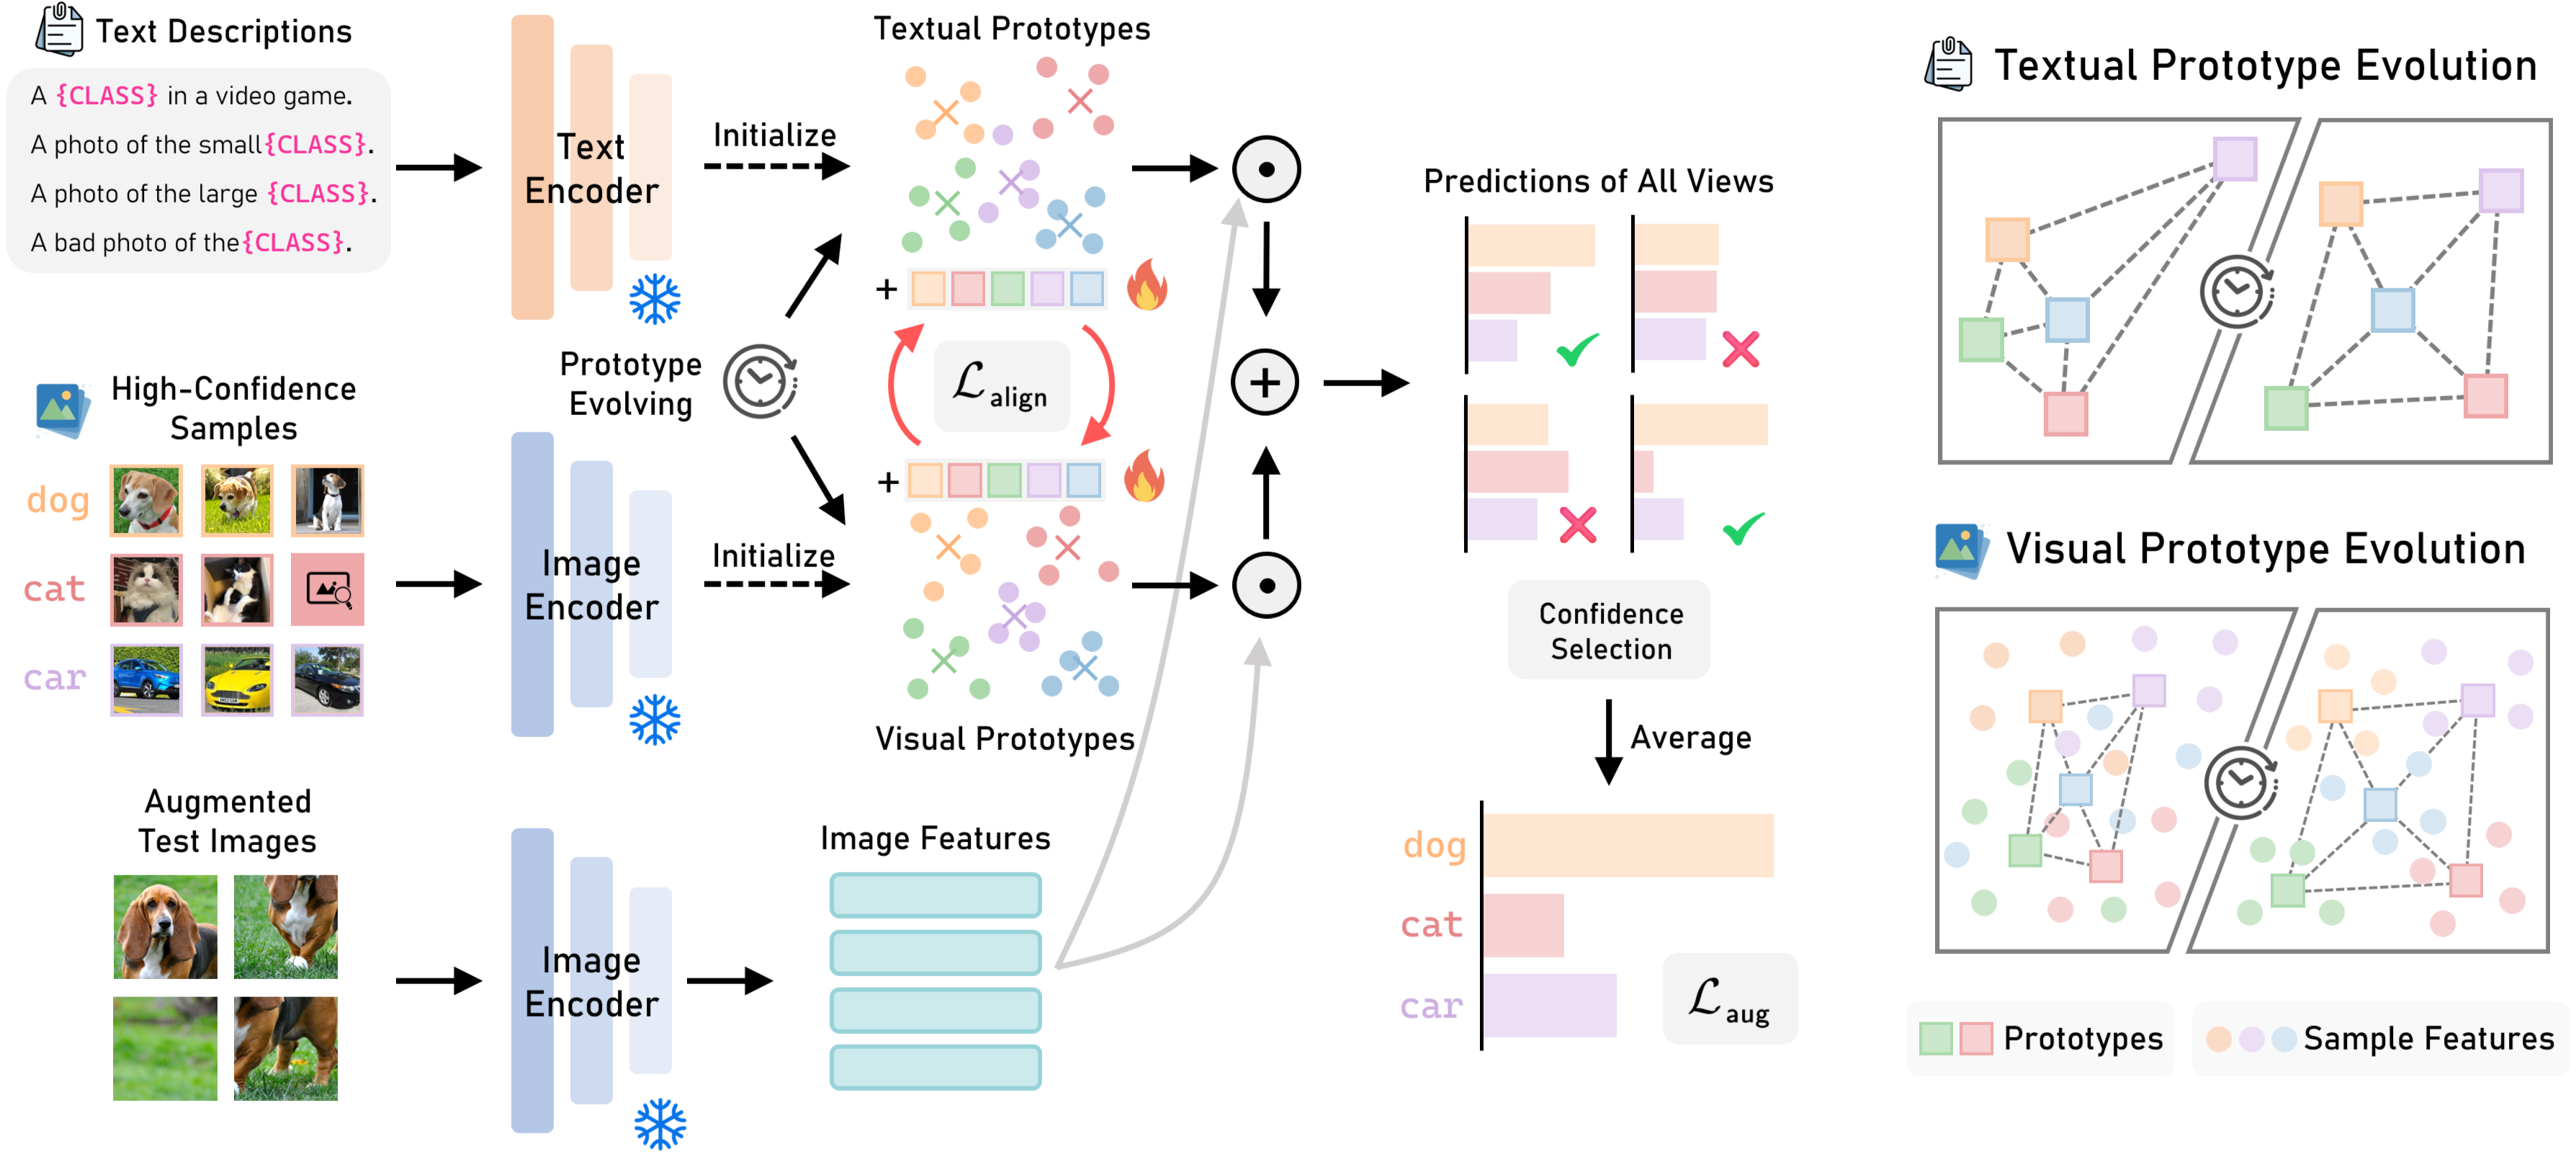 Text Descriptions
A {CLASS} in a video game.
A photo of the small{CLASS}.
A photo of the large {CLASS}.
A bad photo of the{CLASS}.
High-Confidence
Samples
dog
cat
car
Augmented
Test Images
Text
Encoder
Initialize
Prototype
Evolving
Image
Encoder
Initialize
Image
Encoder
Textual Prototypes
+
ℒ align
+
Visual Prototypes
Image Features
+
Predictions of All Views
Confidence
Selection
Average
dog
cat
car
ℒ aug
Textual Prototype Evolution
Visual Prototype Evolution
Prototypes
Sample Features